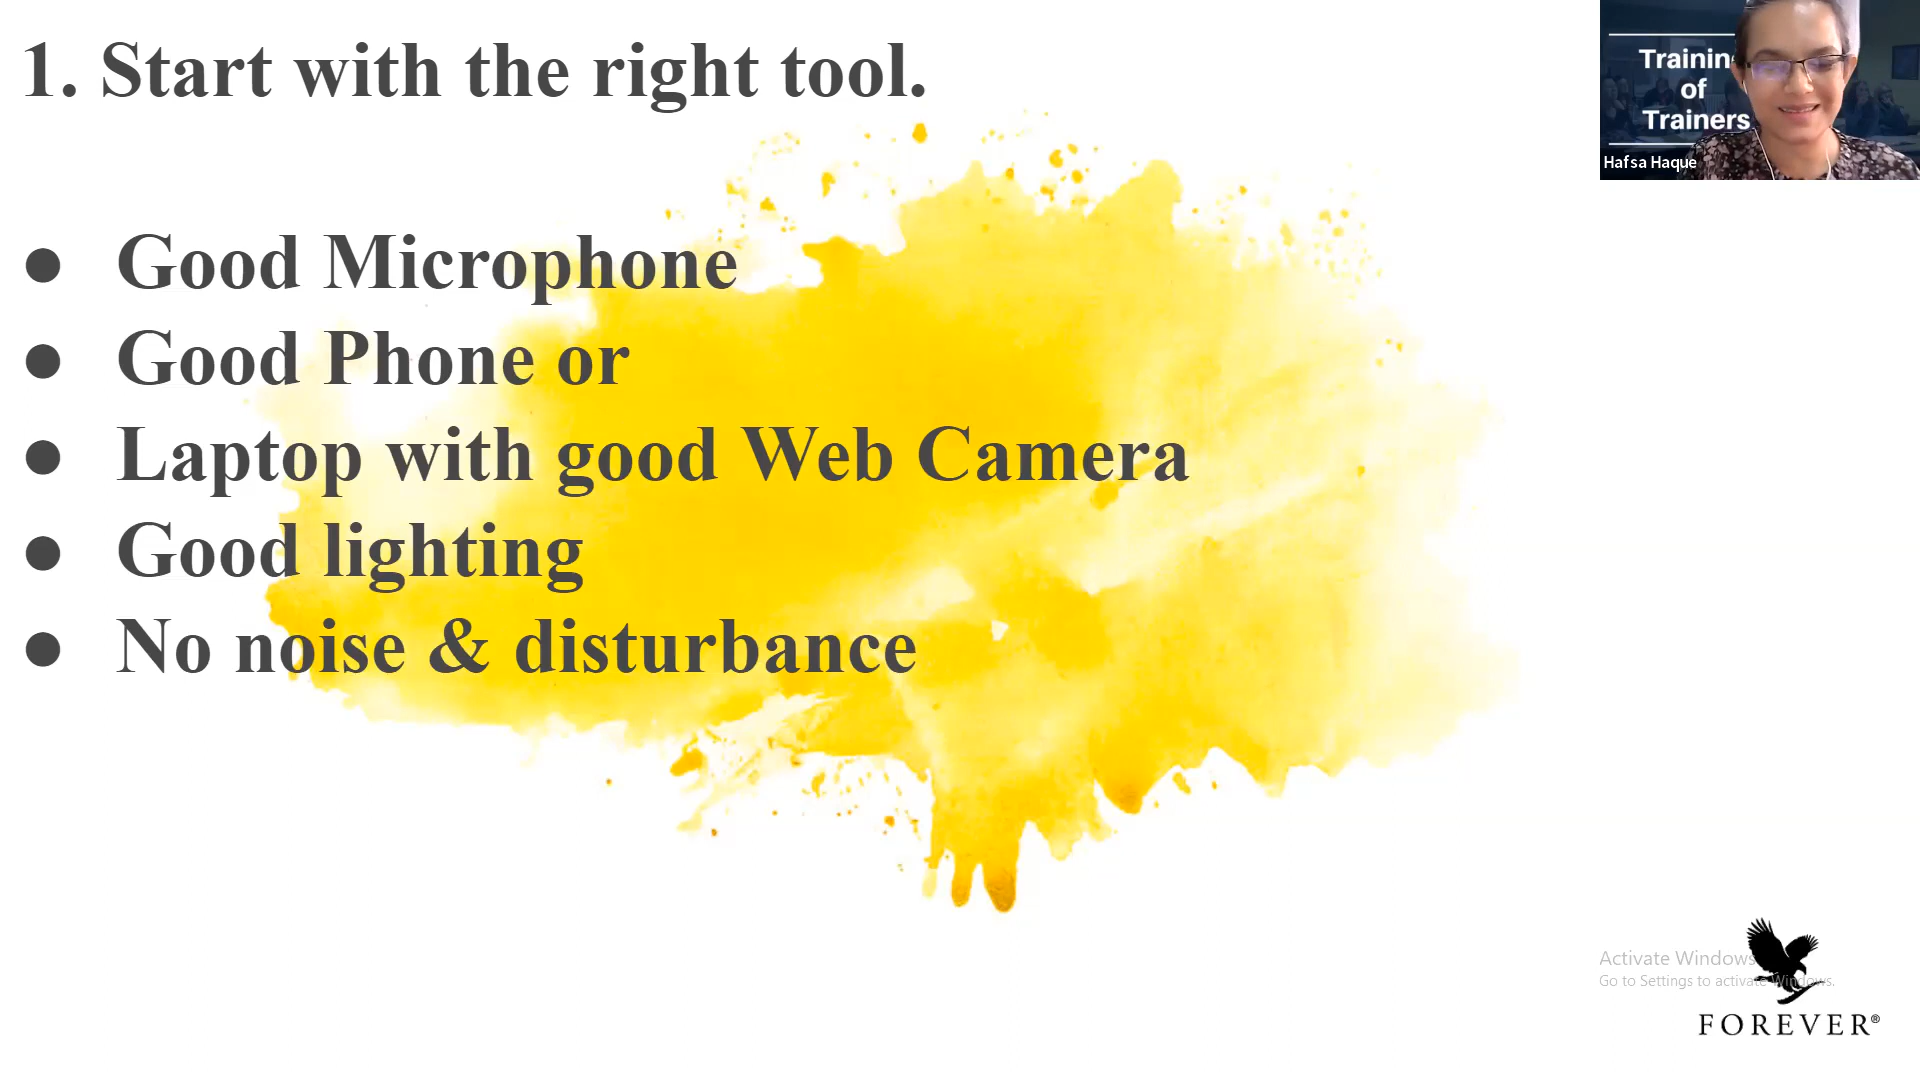 1. Start with the right tool.
● Good Microphone
● Good Phone or
● Laptop with good Web Camera
● Good lighting
● No noise & disturbance
Trainin
of
Trainers
Hafsa Haque
Activate Windows
Go to Settings to activate Windows.
FOREVER®